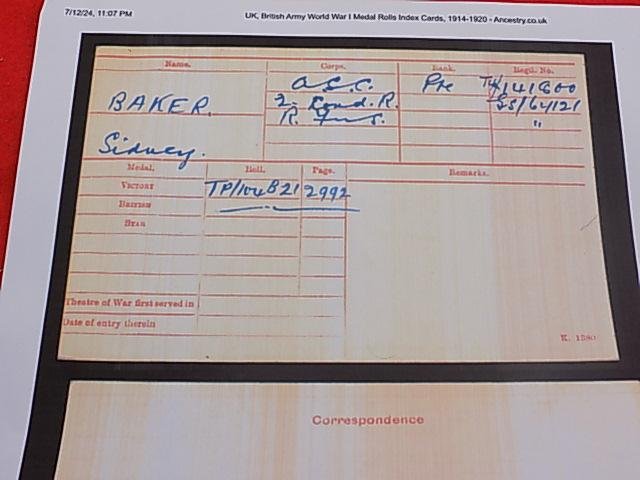 7/12/24, 11:07 PM UK, British Army World War I Medal Rolls Index Cards, 1914-1920 - Ancestry.co.uk
Name. Corps. Rank. Regtl. No.
BAKER. A.S.C. Pte T4/141600
2- Lond. R. SS/64121
R. Fus. "
Sidney.
Medal. Roll. Page. Remarks.
VICTORY TP/104B21 2992
BRITISH
STAR
Theatre of War first served in
Date of entry therein
K. 1380
Correspondence